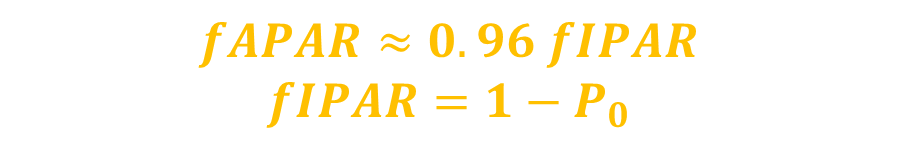 fAPAR ≈ 0.96 fIPAR
fIPAR = 1 − P₀